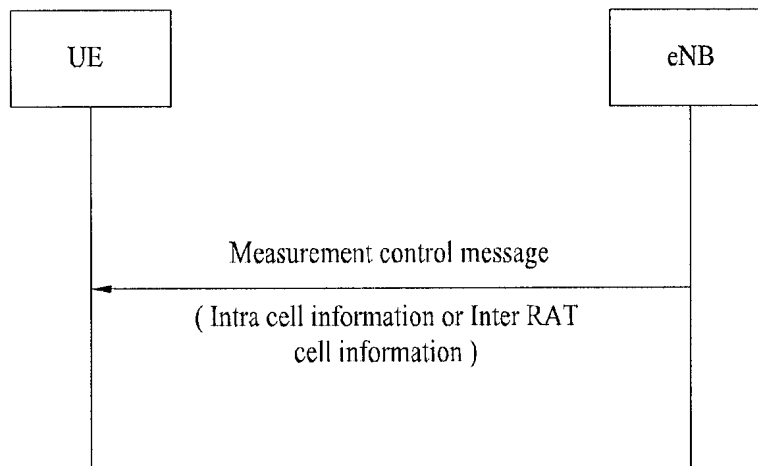 UE
eNB
Measurement control message
( Intra cell information or Inter RAT
cell information )